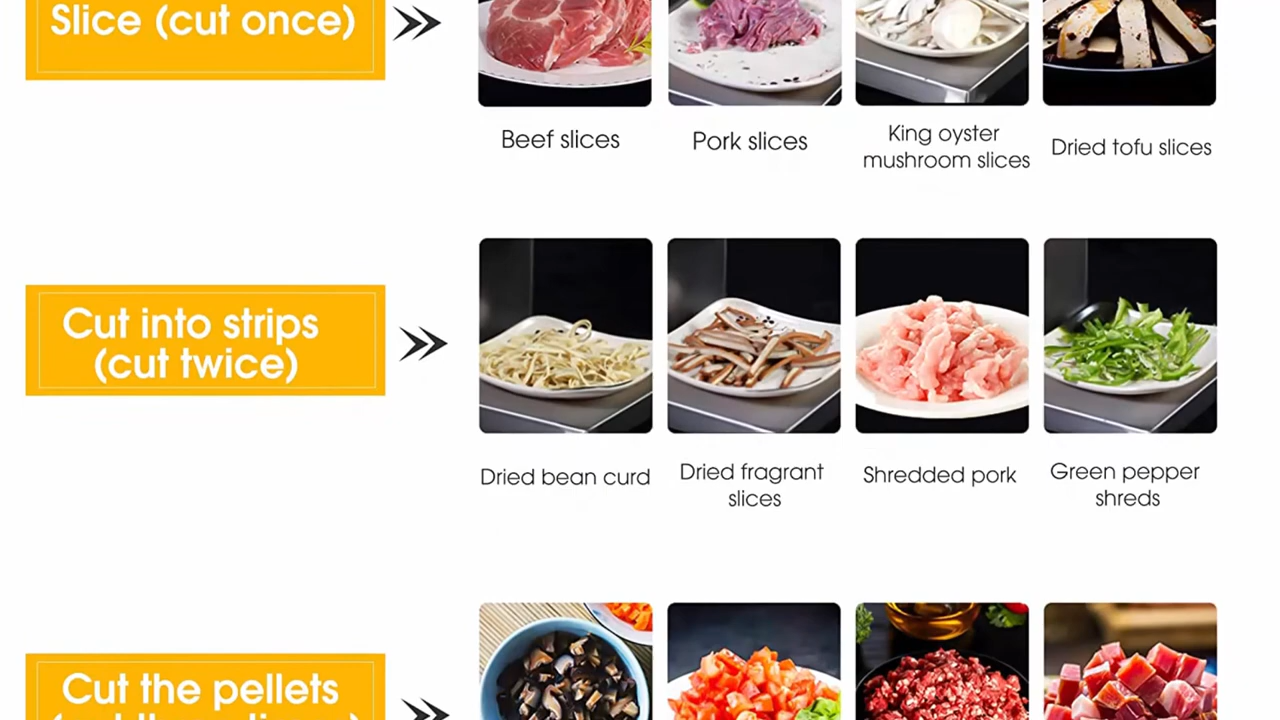 Slice (cut once)
Beef slices
Pork slices
King oyster
mushroom slices
Dried tofu slices
Cut into strips
(cut twice)
Dried bean curd
Dried fragrant
slices
Shredded pork
Green pepper
shreds
Cut the pellets